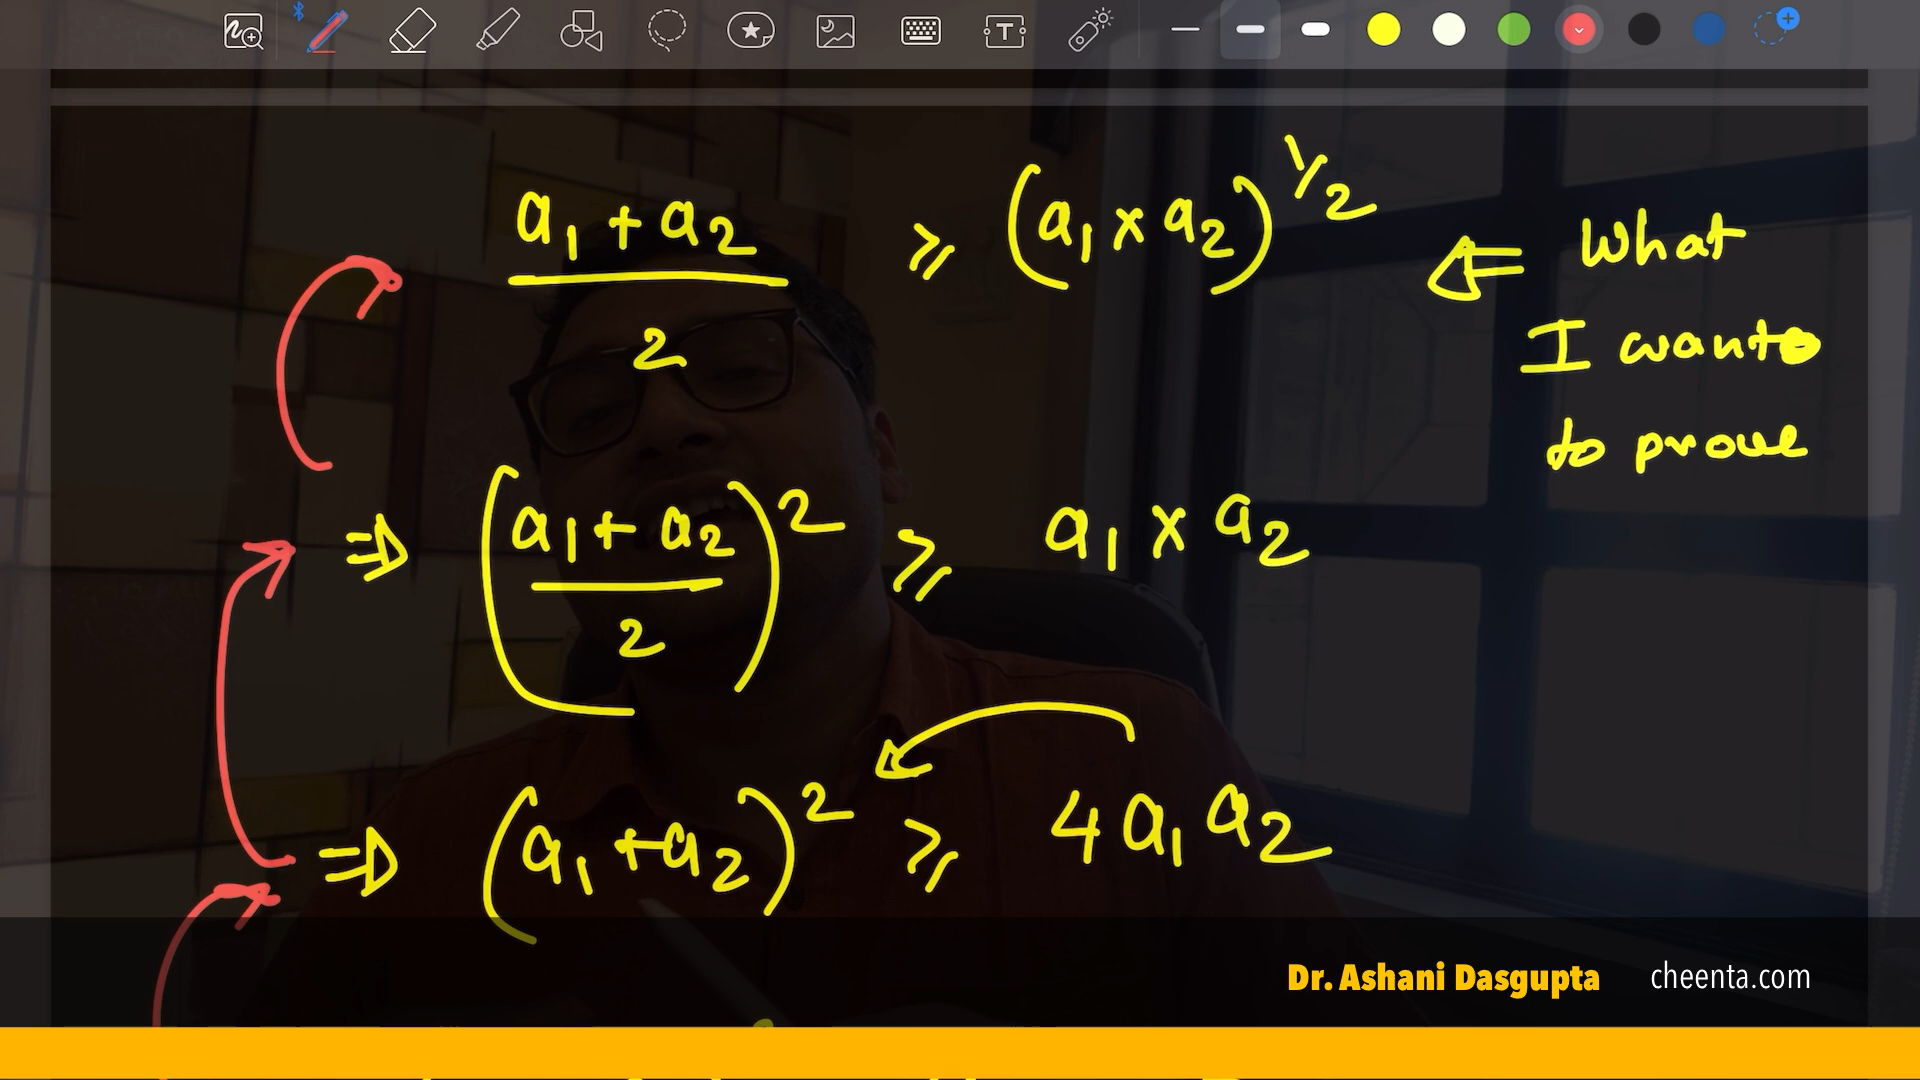 (a₁ + a₂)/2 ⩾ (a₁ × a₂)^1/2 ⇐ What
I want
to prove
⇒ ((a₁ + a₂)/2)² ⩾ a₁ × a₂
⇒ (a₁ + a₂)² ⩾ 4a₁a₂
Dr. Ashani Dasgupta cheenta.com